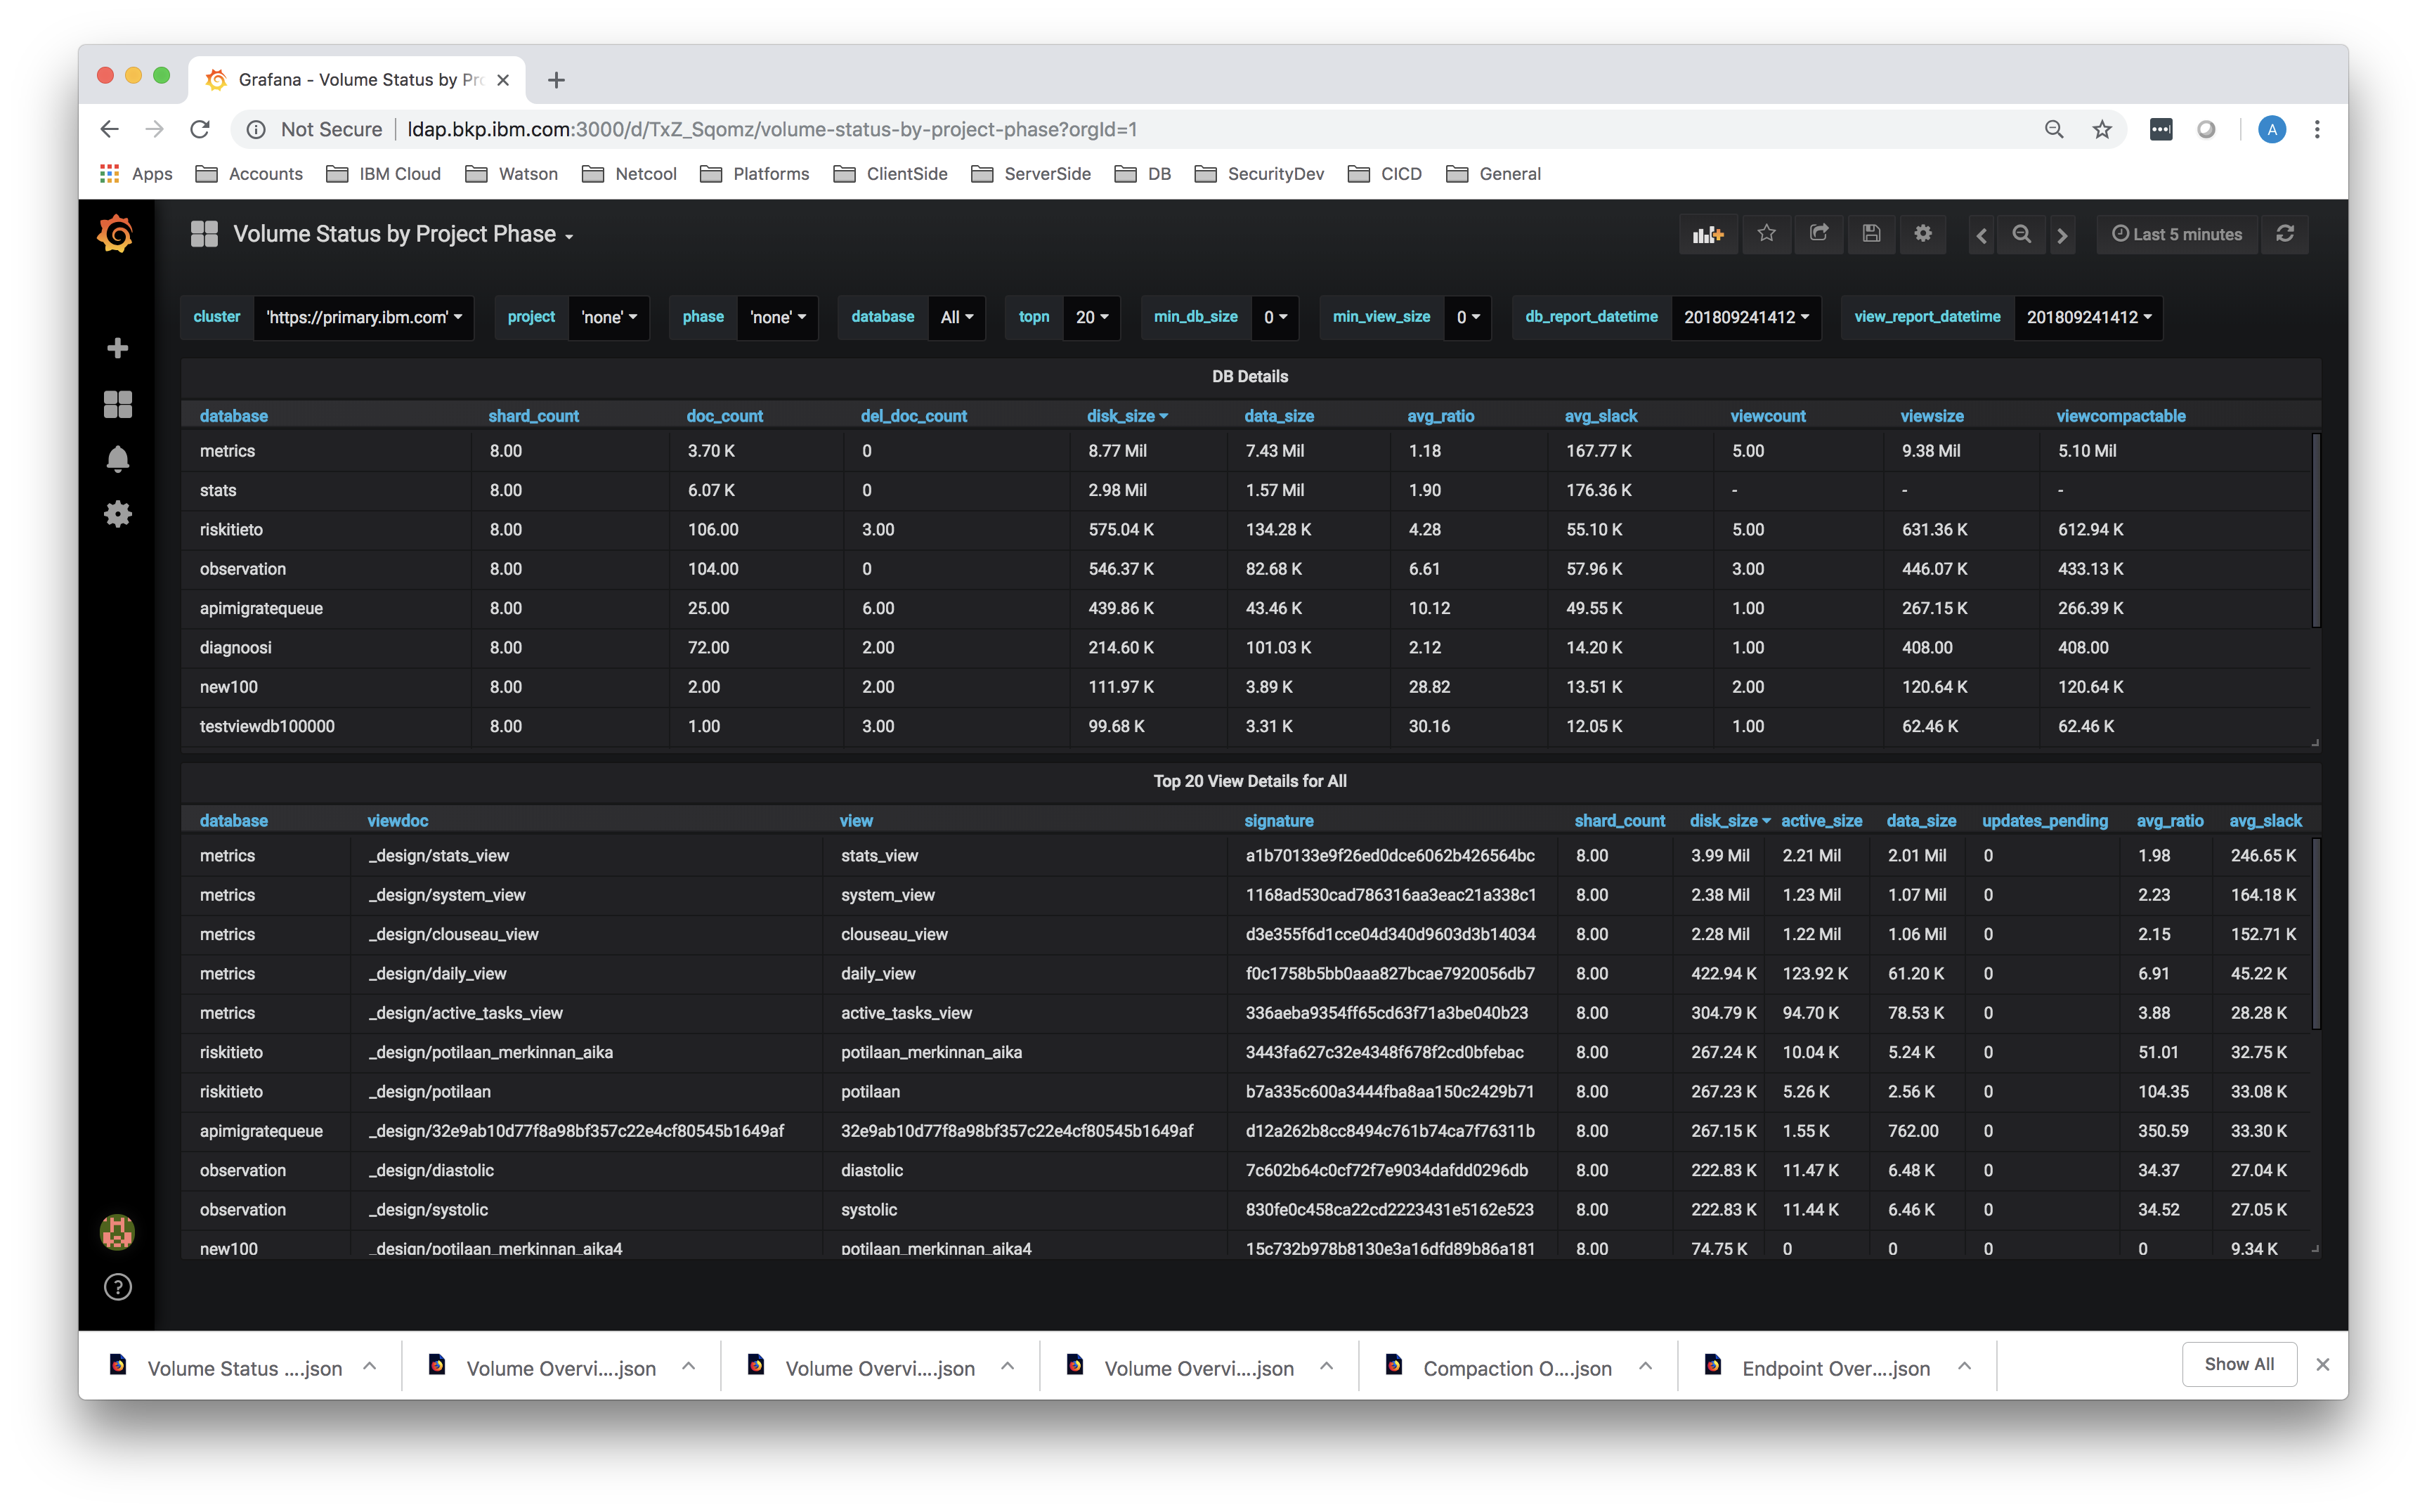 Grafana - Volume Status by Pro
Not Secure ldap.bkp.ibm.com:3000/d/TxZ_Sqomz/volume-status-by-project-phase?orgId=1 A
Apps Accounts IBM Cloud Watson Netcool Platforms ClientSide ServerSide DB SecurityDev CICD General
Volume Status by Project Phase Last 5 minutes
cluster 'https://primary.ibm.com' project 'none' phase 'none' database All topn 20 min_db_size 0 min_view_size 0 db_report_datetime 201809241412 view_report_datetime 201809241412
DB Details
database shard_count doc_count del_doc_count disk_size data_size avg_ratio avg_slack viewcount viewsize viewcompactable
metrics 8.00 3.70 K 0 8.77 Mil 7.43 Mil 1.18 167.77 K 5.00 9.38 Mil 5.10 Mil
stats 8.00 6.07 K 0 2.98 Mil 1.57 Mil 1.90 176.36 K - - -
riskitieto 8.00 106.00 3.00 575.04 K 134.28 K 4.28 55.10 K 5.00 631.36 K 612.94 K
observation 8.00 104.00 0 546.37 K 82.68 K 6.61 57.96 K 3.00 446.07 K 433.13 K
apimigratequeue 8.00 25.00 6.00 439.86 K 43.46 K 10.12 49.55 K 1.00 267.15 K 266.39 K
diagnoosi 8.00 72.00 2.00 214.60 K 101.03 K 2.12 14.20 K 1.00 408.00 408.00
new100 8.00 2.00 2.00 111.97 K 3.89 K 28.82 13.51 K 2.00 120.64 K 120.64 K
testviewdb100000 8.00 1.00 3.00 99.68 K 3.31 K 30.16 12.05 K 1.00 62.46 K 62.46 K
Top 20 View Details for All
database viewdoc view signature shard_count disk_size active_size data_size updates_pending avg_ratio avg_slack
metrics _design/stats_view stats_view a1b70133e9f26ed0dce6062b426564bc 8.00 3.99 Mil 2.21 Mil 2.01 Mil 0 1.98 246.65 K
metrics _design/system_view system_view 1168ad530cad786316aa3eac21a338c1 8.00 2.38 Mil 1.23 Mil 1.07 Mil 0 2.23 164.18 K
metrics _design/clouseau_view clouseau_view d3e355f6d1cce04d340d9603d3b14034 8.00 2.28 Mil 1.22 Mil 1.06 Mil 0 2.15 152.71 K
metrics _design/daily_view daily_view f0c1758b5bb0aaa827bcae7920056db7 8.00 422.94 K 123.92 K 61.20 K 0 6.91 45.22 K
metrics _design/active_tasks_view active_tasks_view 336aeba9354ff65cd63f71a3be040b23 8.00 304.79 K 94.70 K 78.53 K 0 3.88 28.28 K
riskitieto _design/potilaan_merkinnan_aika potilaan_merkinnan_aika 3443fa627c32e4348f678f2cd0bfebac 8.00 267.24 K 10.04 K 5.24 K 0 51.01 32.75 K
riskitieto _design/potilaan potilaan b7a335c600a3444fba8aa150c2429b71 8.00 267.23 K 5.26 K 2.56 K 0 104.35 33.08 K
apimigratequeue _design/32e9ab10d77f8a98bf357c22e4cf80545b1649af 32e9ab10d77f8a98bf357c22e4cf80545b1649af d12a262b8cc8494c761b74ca7f76311b 8.00 267.15 K 1.55 K 762.00 0 350.59 33.30 K
observation _design/diastolic diastolic 7c602b64c0cf72f7e9034dafdd0296db 8.00 222.83 K 11.47 K 6.48 K 0 34.37 27.04 K
observation _design/systolic systolic 830fe0c458ca22cd2223431e5162e523 8.00 222.83 K 11.44 K 6.46 K 0 34.52 27.05 K
new100 _design/potilaan_merkinnan_aika4 potilaan_merkinnan_aika4 15c732b978b8130e3a16dfd89b86a181 8.00 74.75 K 0 0 0 0 9.34 K
Volume Status ....json Volume Overvi....json Volume Overvi....json Volume Overvi....json Compaction O....json Endpoint Over....json Show All